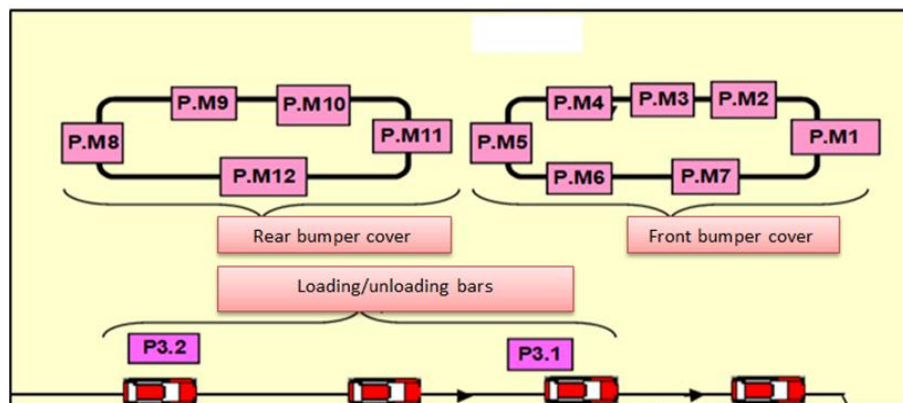 P.M9
P.M10
P.M4
P.M3
P.M2
P.M8
P.M11
P.M5
P.M1
P.M12
P.M6
P.M7
Rear bumper cover
Front bumper cover
Loading/unloading bars
P3.2
P3.1